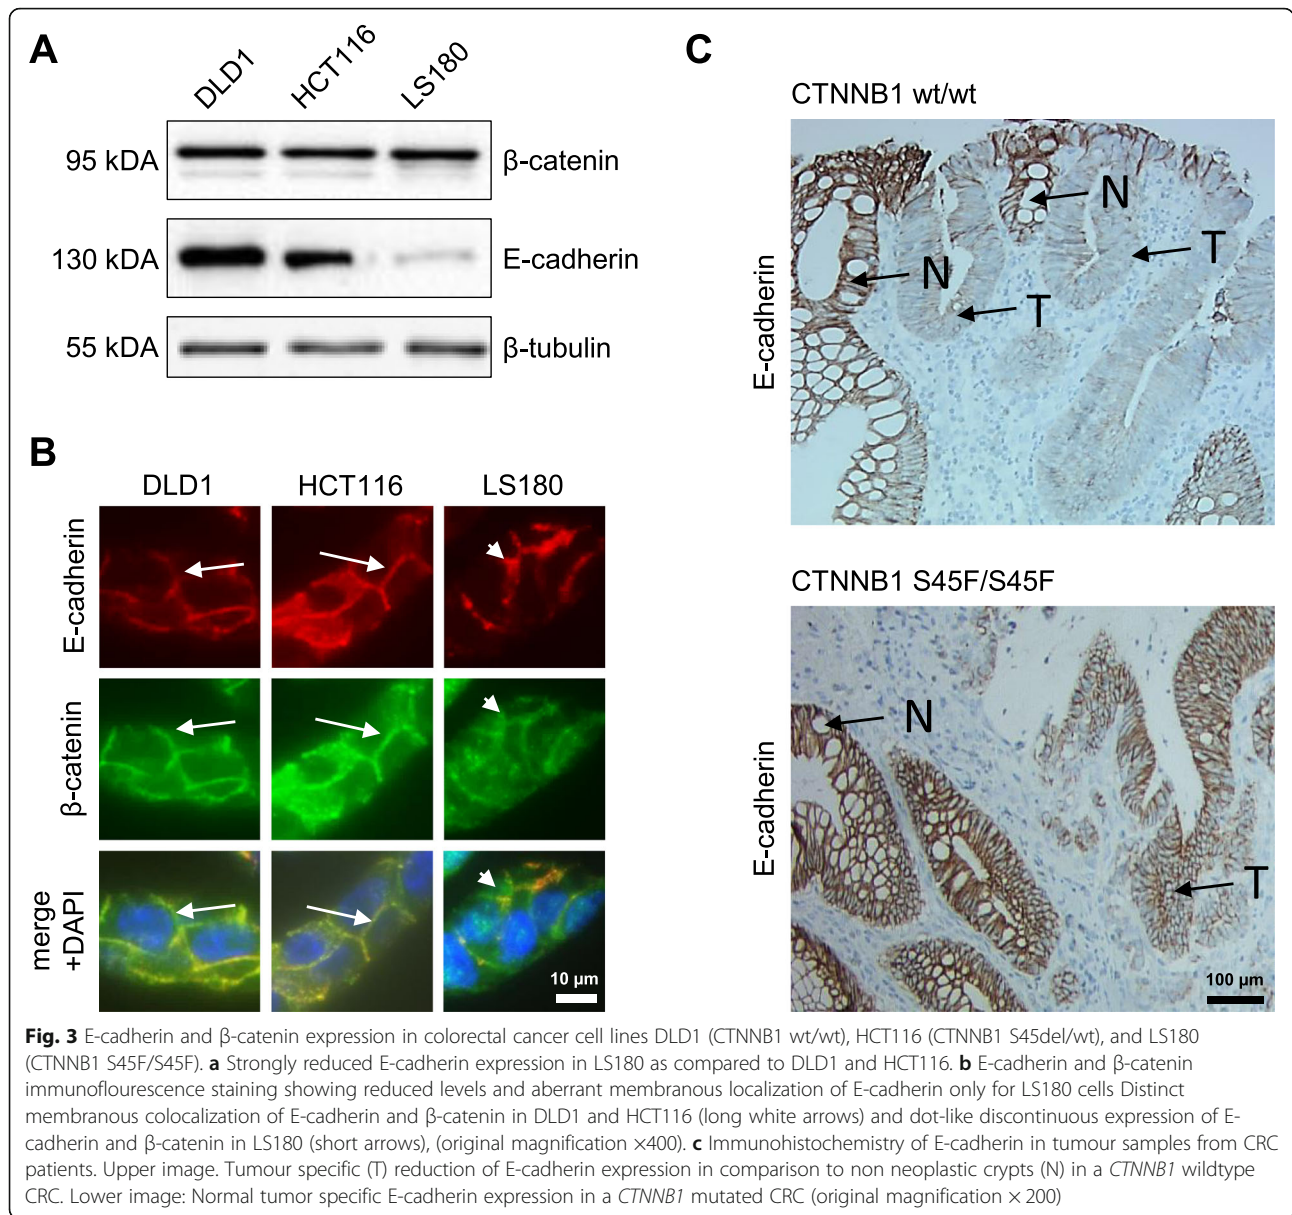 A
DLD1
HCT116
LS180
95 kDA
β-catenin
130 kDA
E-cadherin
55 kDA
β-tubulin
B
DLD1
HCT116
LS180
E-cadherin
β-catenin
merge
+DAPI
10 µm
C
CTNNB1 wt/wt
E-cadherin
N
N
T
T
CTNNB1 S45F/S45F
E-cadherin
N
T
100 µm
Fig. 3 E-cadherin and β-catenin expression in colorectal cancer cell lines DLD1 (CTNNB1 wt/wt), HCT116 (CTNNB1 S45del/wt), and LS180
(CTNNB1 S45F/S45F). a Strongly reduced E-cadherin expression in LS180 as compared to DLD1 and HCT116. b E-cadherin and β-catenin
immunoflourescence staining showing reduced levels and aberrant membranous localization of E-cadherin only for LS180 cells Distinct
membranous colocalization of E-cadherin and β-catenin in DLD1 and HCT116 (long white arrows) and dot-like discontinuous expression of E-
cadherin and β-catenin in LS180 (short arrows), (original magnification ×400). c Immunohistochemistry of E-cadherin in tumour samples from CRC
patients. Upper image. Tumour specific (T) reduction of E-cadherin expression in comparison to non neoplastic crypts (N) in a CTNNB1 wildtype
CRC. Lower image: Normal tumor specific E-cadherin expression in a CTNNB1 mutated CRC (original magnification × 200)